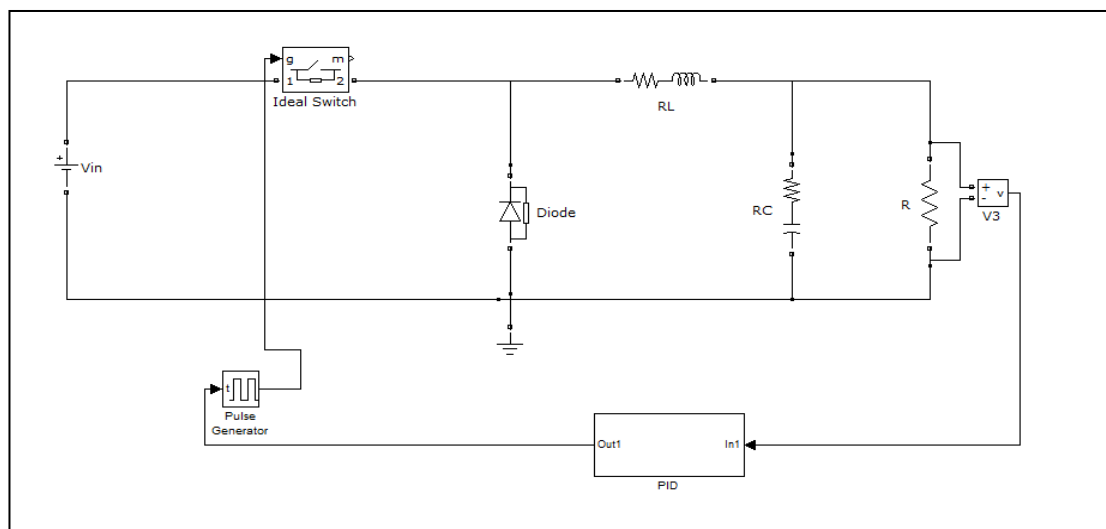 g m
1 2
Ideal Switch
+
Vin
RL
Diode
RC
R
+
- v
V3
t
Pulse
Generator
Out1 In1
PID